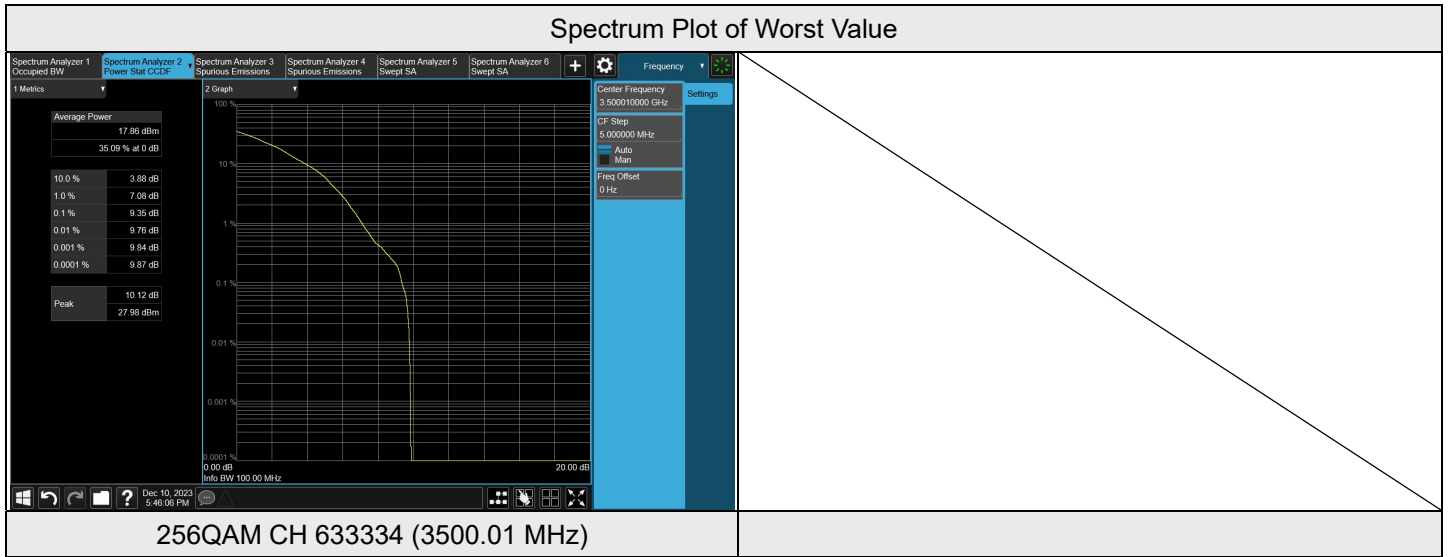 Spectrum Plot of Worst Value
Spectrum Analyzer 1
Occupied BW
Spectrum Analyzer 2
Power Stat CCDF
Spectrum Analyzer 3
Spurious Emissions
Spectrum Analyzer 4
Spurious Emissions
Spectrum Analyzer 5
Swept SA
Spectrum Analyzer 6
Swept SA
+
Frequency
1 Metrics
2 Graph
Average Power
17.86 dBm
35.09 % at 0 dB
10.0 % 3.88 dB
1.0 % 7.08 dB
0.1 % 9.35 dB
0.01 % 9.76 dB
0.001 % 9.84 dB
0.0001 % 9.87 dB
Peak
10.12 dB
27.98 dBm
100 %
10 %
1 %
0.1 %
0.01 %
0.001 %
0.0001 %
0.00 dB 20.00 dB
Info BW 100.00 MHz
Center Frequency
3.500010000 GHz
Settings
CF Step
5.000000 MHz
Auto
Man
Freq Offset
0 Hz
?
Dec 10, 2023
5:46:06 PM
256QAM CH 633334 (3500.01 MHz)